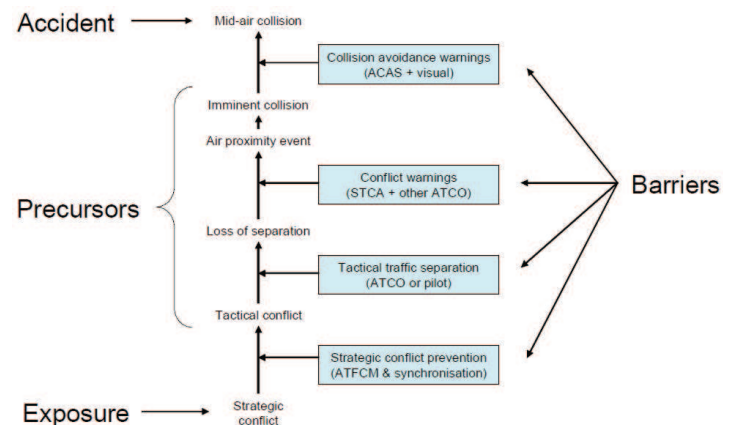 Accident
Mid-air collision
Collision avoidance warnings
(ACAS + visual)
Imminent collision
Air proximity event
Conflict warnings
(STCA + other ATCO)
Barriers
Precursors
Loss of separation
Tactical traffic separation
(ATCO or pilot)
Tactical conflict
Strategic conflict prevention
(ATFCM & synchronisation)
Exposure
Strategic
conflict